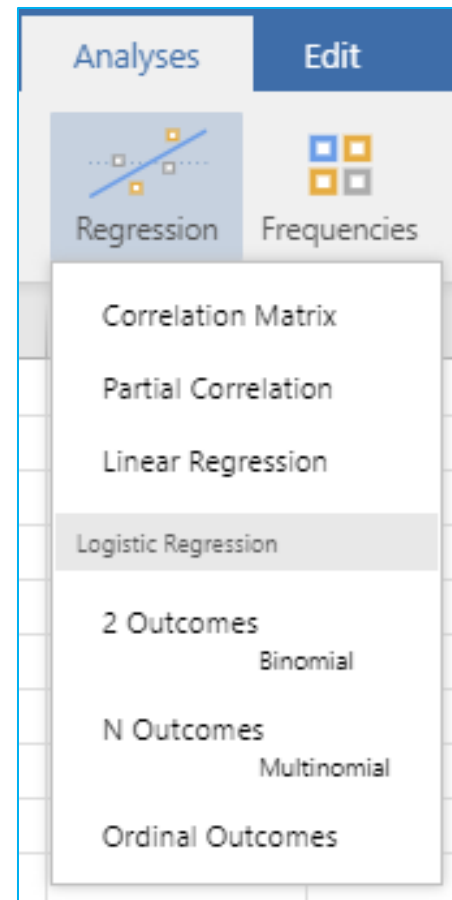 Analyses Edit
Regression Frequencies
Correlation Matrix
Partial Correlation
Linear Regression
Logistic Regression
2 Outcomes
Binomial
N Outcomes
Multinomial
Ordinal Outcomes